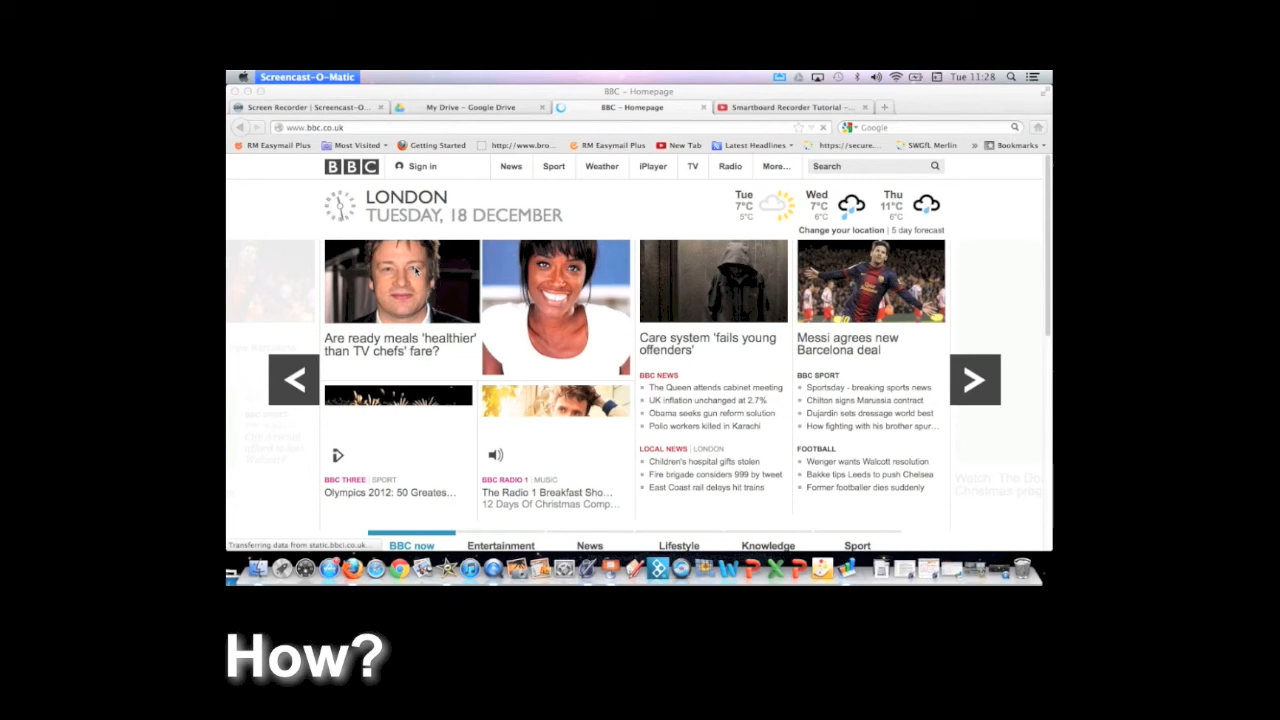 Screencast-O-Matic
Tue 11:28
BBC – Homepage
Screen Recorder | Screencast-O...
My Drive – Google Drive
BBC – Homepage
Smartboard Recorder Tutorial –...
www.bbc.co.uk
Google
RM Easymail Plus
Most Visited
Getting Started
http://www.bro...
RM Easymail Plus
New Tab
Latest Headlines
https://secure....
SWGfL Merlin
Bookmarks
BBC
Sign in
News
Sport
Weather
iPlayer
TV
Radio
More...
Search
LONDON
TUESDAY, 18 DECEMBER
Tue
7°C
5°C
Wed
7°C
6°C
Thu
11°C
6°C
Change your location | 5 day forecast
Are ready meals 'healthier'
than TV chefs' fare?
Care system 'fails young
offenders'
Messi agrees new
Barcelona deal
BBC NEWS
The Queen attends cabinet meeting
UK inflation unchanged at 2.7%
Obama seeks gun reform solution
Polio workers killed in Karachi
LOCAL NEWS | LONDON
Children's hospital gifts stolen
Fire brigade considers 999 by tweet
East Coast rail delays hit trains
BBC SPORT
Sportsday - breaking sports news
Chilton signs Marussia contract
Dujardin sets dressage world best
How fighting with his brother spur...
FOOTBALL
Wenger wants Walcott resolution
Bakke tips Leeds to push Chelsea
Former footballer dies suddenly
BBC THREE | SPORT
Olympics 2012: 50 Greates...
BBC RADIO 1 | MUSIC
The Radio 1 Breakfast Sho...
12 Days Of Christmas Comp...
Transferring data from static.bbci.co.uk...
BBC now
Entertainment
News
Lifestyle
Knowledge
Sport
How?